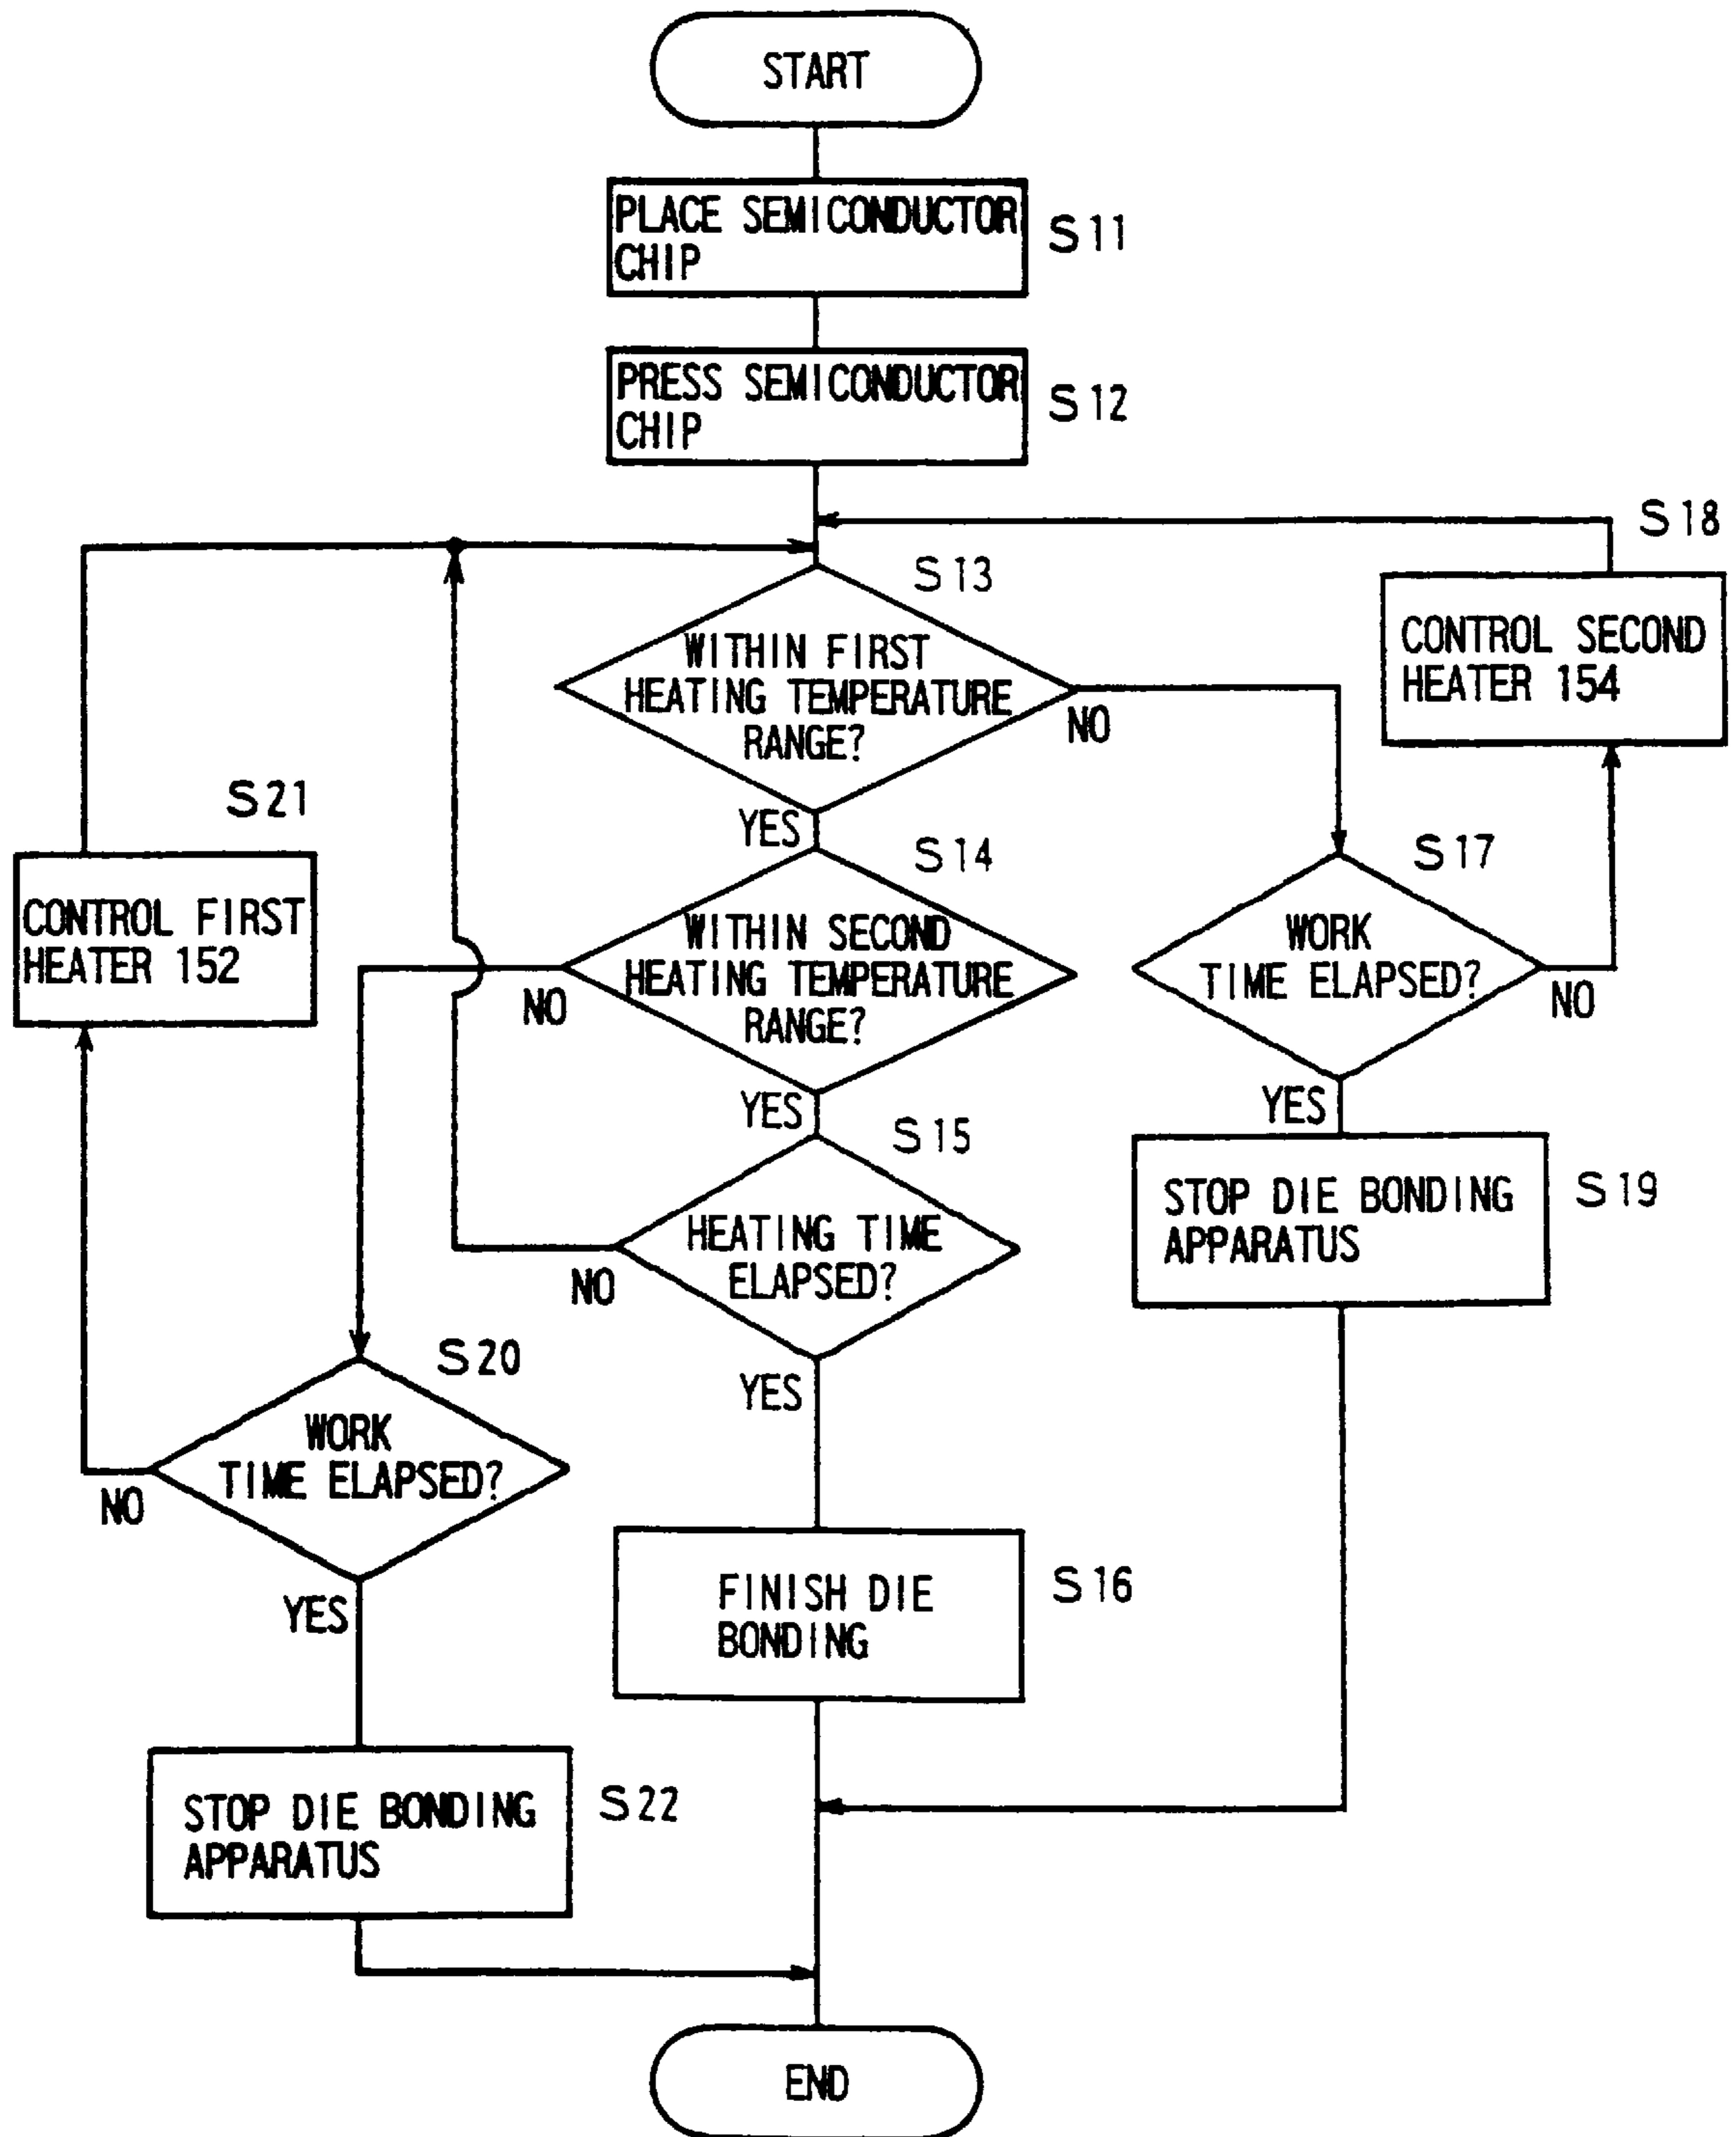 START
PLACE SEMICONDUCTOR
CHIP
S11
PRESS SEMICONDUCTOR
CHIP
S12
S18
S13
WITHIN FIRST
HEATING TEMPERATURE
RANGE?
NO
CONTROL SECOND
HEATER 154
S21
YES
S14
S17
CONTROL FIRST
HEATER 152
WITHIN SECOND
HEATING TEMPERATURE
RANGE?
NO
WORK
TIME ELAPSED?
NO
YES
YES
S15
STOP DIE BONDING
APPARATUS
S19
HEATING TIME
ELAPSED?
NO
S20
YES
WORK
TIME ELAPSED?
NO
FINISH DIE
BONDING
S16
YES
STOP DIE BONDING
APPARATUS
S22
END